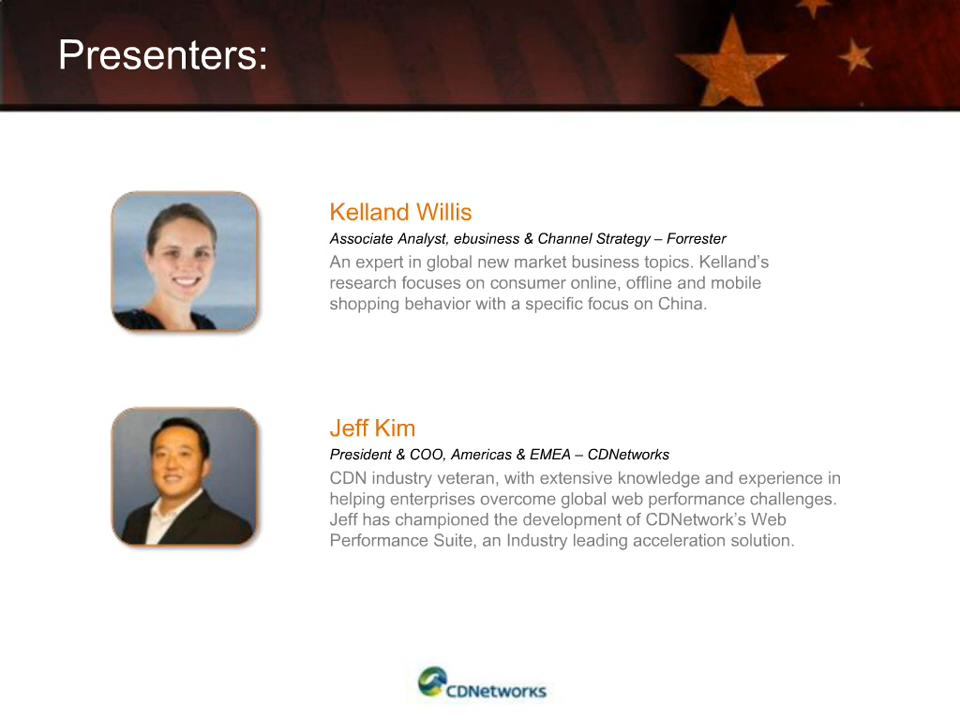 Presenters:
Kelland Willis
Associate Analyst, ebusiness & Channel Strategy – Forrester
An expert in global new market business topics. Kelland’s
research focuses on consumer online, offline and mobile
shopping behavior with a specific focus on China.
Jeff Kim
President & COO, Americas & EMEA – CDNetworks
CDN industry veteran, with extensive knowledge and experience in
helping enterprises overcome global web performance challenges.
Jeff has championed the development of CDNetwork’s Web
Performance Suite, an Industry leading acceleration solution.
CDNetworks